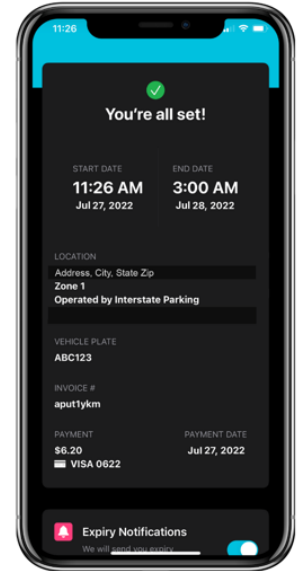 11:26
You're all set!
START DATE END DATE
11:26 AM 3:00 AM
Jul 27, 2022 Jul 28, 2022
LOCATION
Address, City, State Zip
Zone 1
Operated by Interstate Parking
VEHICLE PLATE
ABC123
INVOICE #
aput1ykm
PAYMENT PAYMENT DATE
$6.20 Jul 27, 2022
VISA 0622
Expiry Notifications
We will send you expiry